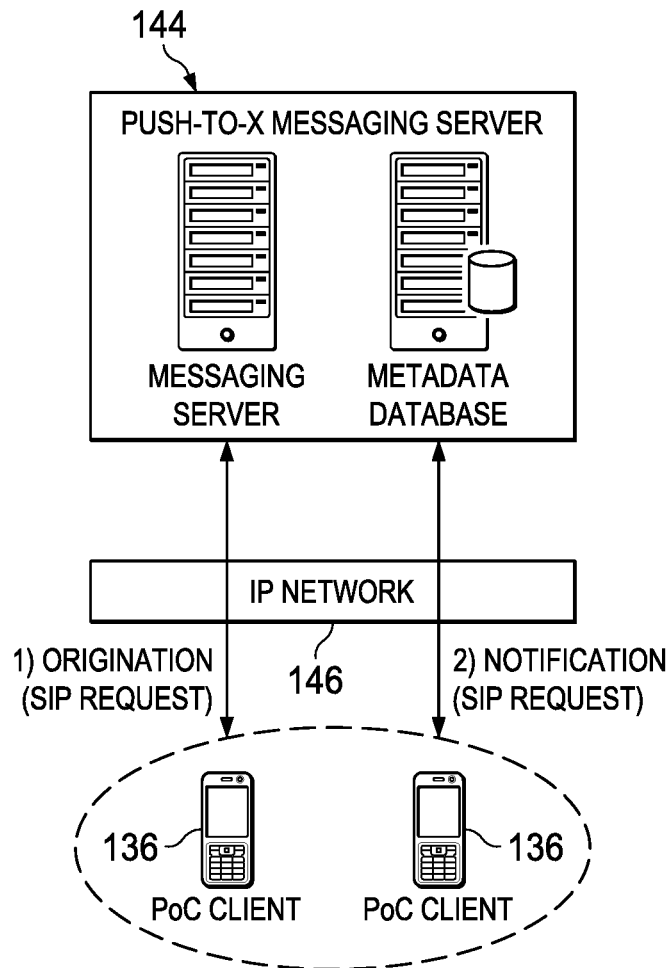 144
PUSH-TO-X MESSAGING SERVER
MESSAGING
SERVER
METADATA
DATABASE
IP NETWORK
1) ORIGINATION
(SIP REQUEST)
146
2) NOTIFICATION
(SIP REQUEST)
136
136
PoC CLIENT
PoC CLIENT